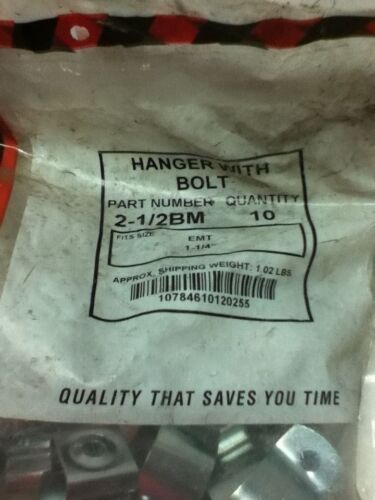 HANGER WITH
BOLT
PART NUMBER QUANTITY
2-1/2BM 10
FITS SIZE EMT
1-1/4"
APPROX. SHIPPING WEIGHT: 1.02 LBS
10784610120255
QUALITY THAT SAVES YOU TIME